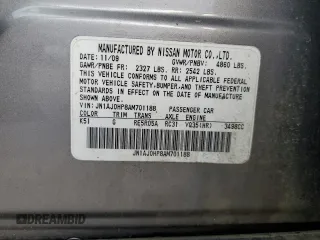 MANUFACTURED BY NISSAN MOTOR CO.,LTD.
DATE: 11/09 GVWR/PNBV: 4860 LBS.
GAWR/PNBE FR: 2327 LBS. RR: 2542 LBS.
THIS VEHICLE CONFORMS TO ALL APPLICABLE FEDERAL
MOTOR VEHICLE SAFETY, BUMPER, AND THEFT PREVENTION
STANDARDS IN EFFECT ON THE DATE OF
MANUFACTURE SHOWN ABOVE.
V.I.N.: JN1AJ0HP8AM701188 PASSENGER CAR
COLOR TRIM TRANS AXLE ENGINE
K51 RE5R05A RC31 VQ35(HR) 3498CC
JN1AJ0HP8AM701188
DREAMBID